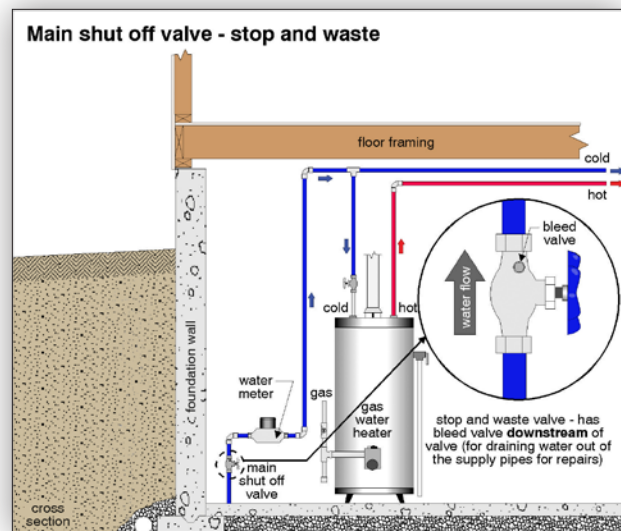 Main shut off valve - stop and waste
floor framing
cold
hot
bleed
valve
water flow
cold
hot
foundation wall
water
meter
gas
gas
water
heater
main
shut off
valve
stop and waste valve - has
bleed valve downstream of
valve (for draining water out of
the supply pipes for repairs)
cross
section